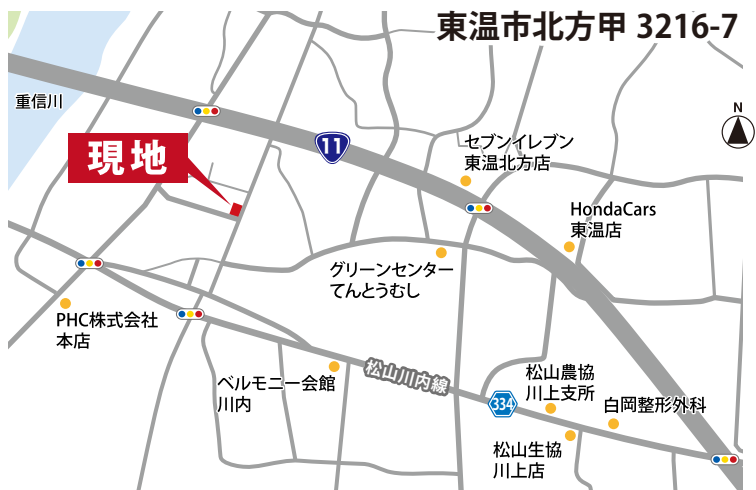 東温市北方甲 3216-7
重信川
N
11
セブンイレブン
東温北方店
現地
HondaCars
東温店
グリーンセンター
てんとうむし
PHC株式会社
本店
ベルモニー会館
川内
松山川内線
334
松山農協
川上支所
白岡整形外科
松山生協
川上店